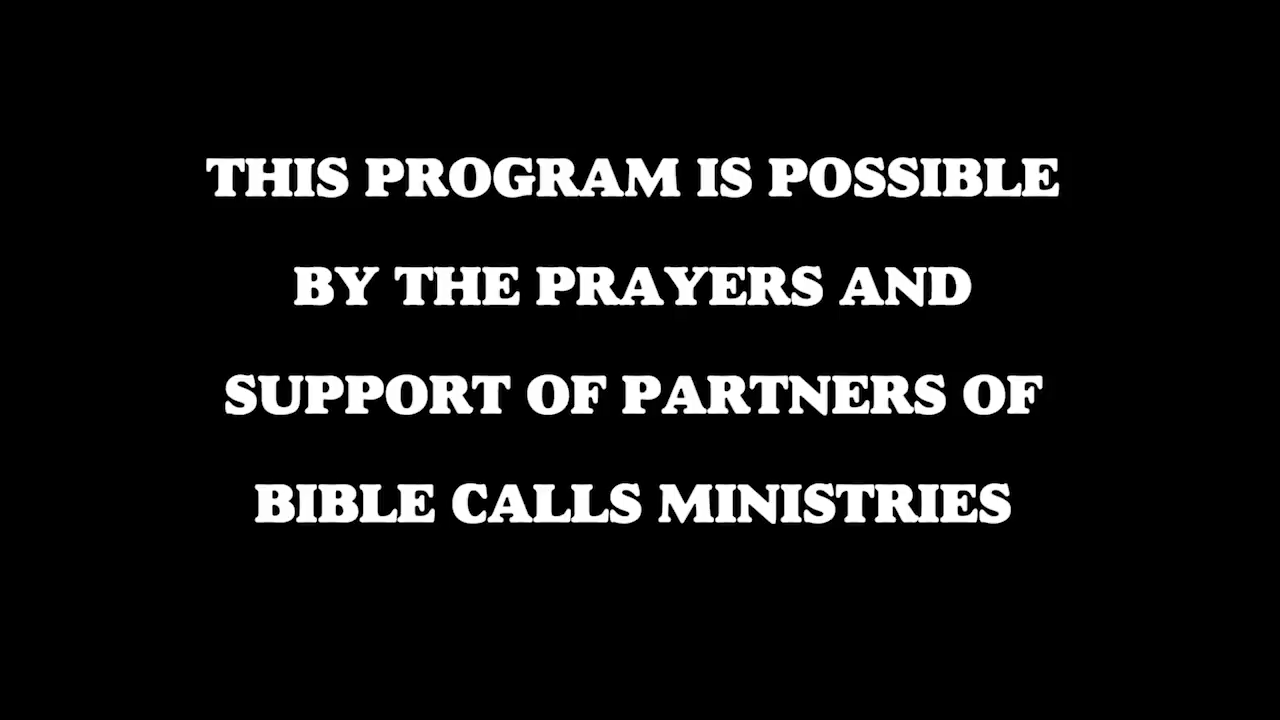 THIS PROGRAM IS POSSIBLE
BY THE PRAYERS AND
SUPPORT OF PARTNERS OF
BIBLE CALLS MINISTRIES